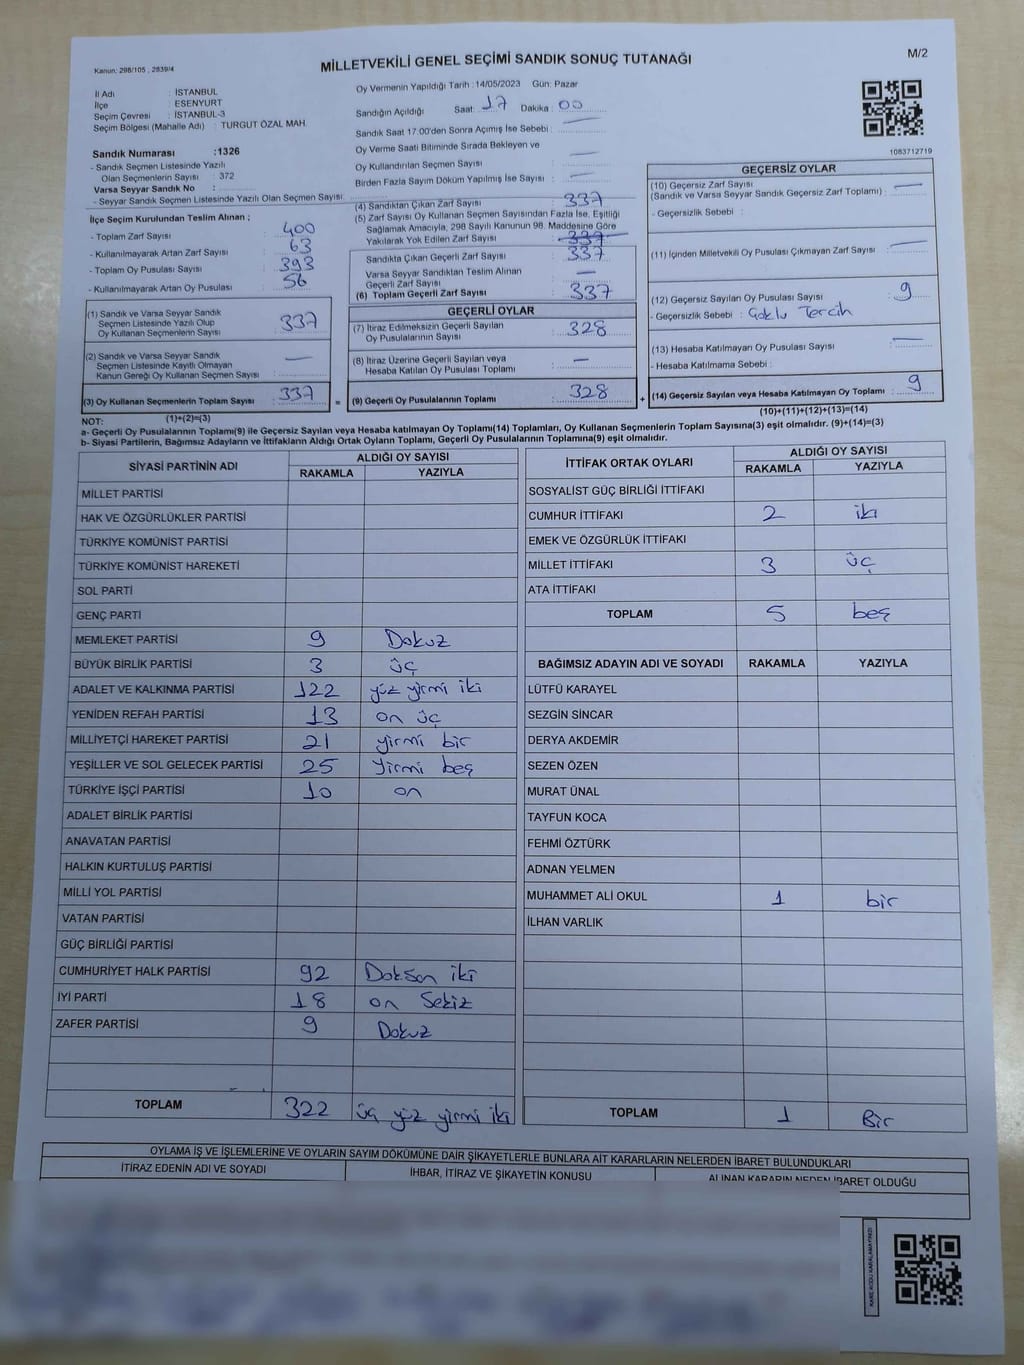 M/2
Kanun: 298/105 , 2839/4
MİLLETVEKİLİ GENEL SEÇİMİ SANDIK SONUÇ TUTANAĞI
İl Adı : İSTANBUL
İlçe : ESENYURT
Seçim Çevresi : İSTANBUL-3
Seçim Bölgesi (Mahalle Adı) : TURGUT ÖZAL MAH.
Sandık Numarası :1326
- Sandık Seçmen Listesinde Yazılı
Olan Seçmenlerin Sayısı : 372
Varsa Seyyar Sandık No :
- Seyyar Sandık Seçmen Listesinde Yazılı Olan Seçmen Sayısı:
İlçe Seçim Kurulundan Teslim Alınan ;
- Toplam Zarf Sayısı : 400
- Kullanılmayarak Artan Zarf Sayısı : 63
- Toplam Oy Pusulası Sayısı : 393
- Kullanılmayarak Artan Oy Pusulası : 56
(1) Sandık ve Varsa Seyyar Sandık
Seçmen Listesinde Yazılı Olup
Oy Kullanan Seçmenlerin Sayısı : 337
(2) Sandık ve Varsa Seyyar Sandık
Seçmen Listesinde Kayıtlı Olmayan
Kanun Gereği Oy Kullanan Seçmen Sayısı : —
(3) Oy Kullanan Seçmenlerin Toplam Sayısı : 337
Oy Vermenin Yapıldığı Tarih : 14/05/2023 Gün: Pazar
Sandığın Açıldığı Saat: 17 Dakika : 00
Sandık Saat 17.00'den Sonra Açımış İse Sebebi : —
Oy Verme Saati Bitiminde Sırada Bekleyen ve
Oy Kullandırılan Seçmen Sayısı : —
Birden Fazla Sayım Döküm Yapılmış İse Sayısı : —
(4) Sandıktan Çıkan Zarf Sayısı : 337
(5) Zarf Sayısı Oy Kullanan Seçmen Sayısından Fazla İse, Eşitliği
Sağlamak Amacıyla, 298 Sayılı Kanunun 98. Maddesine Göre
Yakılarak Yok Edilen Zarf Sayısı : 337
Sandıkta Çıkan Geçerli Zarf Sayısı : 337
Varsa Seyyar Sandıktan Teslim Alınan
Geçerli Zarf Sayısı : —
(6) Toplam Geçerli Zarf Sayısı : 337
GEÇERLİ OYLAR
(7) İtiraz Edilmeksizin Geçerli Sayılan
Oy Pusulalarının Sayısı : 328
(8) İtiraz Üzerine Geçerli Sayılan veya
Hesaba Katılan Oy Pusulası Toplamı : —
= (9) Geçerli Oy Pusulalarının Toplamı : 328 +
1083712719
GEÇERSİZ OYLAR
(10) Geçersiz Zarf Sayısı
(Sandık ve Varsa Seyyar Sandık Geçersiz Zarf Toplamı) : —
- Geçersizlik Sebebi :
(11) İçinden Milletvekili Oy Pusulası Çıkmayan Zarf Sayısı : —
(12) Geçersiz Sayılan Oy Pusulası Sayısı : 9
- Geçersizlik Sebebi : Çoklu Tercih
(13) Hesaba Katılmayan Oy Pusulası Sayısı : —
- Hesaba Katılmama Sebebi :
(14) Geçersiz Sayılan veya Hesaba Katılmayan Oy Toplamı : 9
NOT: (1)+(2)=(3) (10)+(11)+(12)+(13)=(14)
a- Geçerli Oy Pusulalarının Toplamı(9) ile Geçersiz Sayılan veya Hesaba katılmayan Oy Toplamı(14) Toplamları, Oy Kullanan Seçmenlerin Toplam Sayısına(3) eşit olmalıdır. (9)+(14)=(3)
b- Siyasi Partilerin, Bağımsız Adayların ve İttifakların Aldığı Ortak Oyların Toplamı, Geçerli Oy Pusulalarının Toplamına(9) eşit olmalıdır.
SİYASİ PARTİNİN ADI ALDIĞI OY SAYISI
RAKAMLA YAZIYLA
MİLLET PARTİSİ
HAK VE ÖZGÜRLÜKLER PARTİSİ
TÜRKİYE KOMÜNİST PARTİSİ
TÜRKİYE KOMÜNİST HAREKETİ
SOL PARTİ
GENÇ PARTİ
MEMLEKET PARTİSİ 9 Dokuz
BÜYÜK BİRLİK PARTİSİ 3 üç
ADALET VE KALKINMA PARTİSİ 122 yüz yirmi iki
YENİDEN REFAH PARTİSİ 13 on üç
MİLLİYETÇİ HAREKET PARTİSİ 21 yirmi bir
YEŞİLLER VE SOL GELECEK PARTİSİ 25 Yirmi beş
TÜRKİYE İŞÇİ PARTİSİ 10 on
ADALET BİRLİK PARTİSİ
ANAVATAN PARTİSİ
HALKIN KURTULUŞ PARTİSİ
MİLLİ YOL PARTİSİ
VATAN PARTİSİ
GÜÇ BİRLİĞİ PARTİSİ
CUMHURİYET HALK PARTİSİ 92 Doksan iki
İYİ PARTİ 18 on Sekiz
ZAFER PARTİSİ 9 Dokuz
TOPLAM 322 üç yüz yirmi iki
İTTİFAK ORTAK OYLARI ALDIĞI OY SAYISI
RAKAMLA YAZIYLA
SOSYALİST GÜÇ BİRLİĞİ İTTİFAKI
CUMHUR İTTİFAKI 2 iki
EMEK VE ÖZGÜRLÜK İTTİFAKI
MİLLET İTTİFAKI 3 üç
ATA İTTİFAKI
TOPLAM 5 beş
BAĞIMSIZ ADAYIN ADI VE SOYADI RAKAMLA YAZIYLA
LÜTFÜ KARAYEL
SEZGİN SİNCAR
DERYA AKDEMİR
SEZEN ÖZEN
MURAT ÜNAL
TAYFUN KOCA
FEHMİ ÖZTÜRK
ADNAN YELMEN
MUHAMMET ALİ OKUL 1 bir
İLHAN VARLIK
TOPLAM 1 Bir
OYLAMA İŞ VE İŞLEMLERİNE VE OYLARIN SAYIM DÖKÜMÜNE DAİR ŞİKAYETLERLE BUNLARA AİT KARARLARIN NELERDEN İBARET BULUNDUKLARI
İTİRAZ EDENİN ADI VE SOYADI İHBAR, İTİRAZ VE ŞİKAYETİN KONUSU ALINAN KARARIN NEDEN İBARET OLDUĞU
KARE KODU KARALAMAYINIZ!